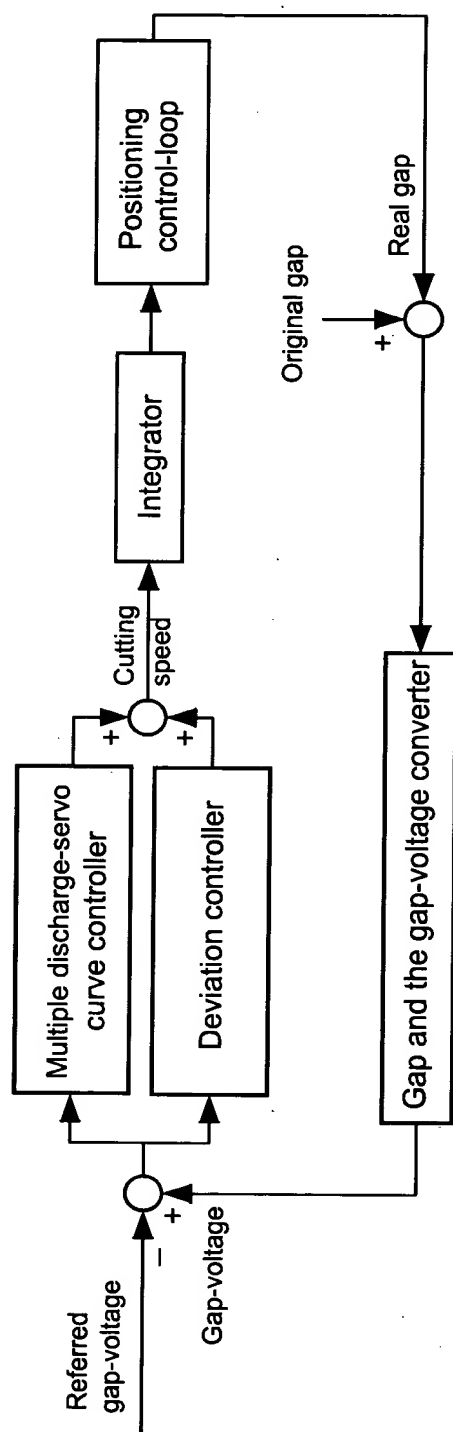 Referred
gap-voltage
−
+
Gap-voltage
Multiple discharge-servo
curve controller
Deviation controller
+
+
Cutting
speed
Integrator
Positioning
control-loop
Original gap
+
Real gap
Gap and the gap-voltage converter